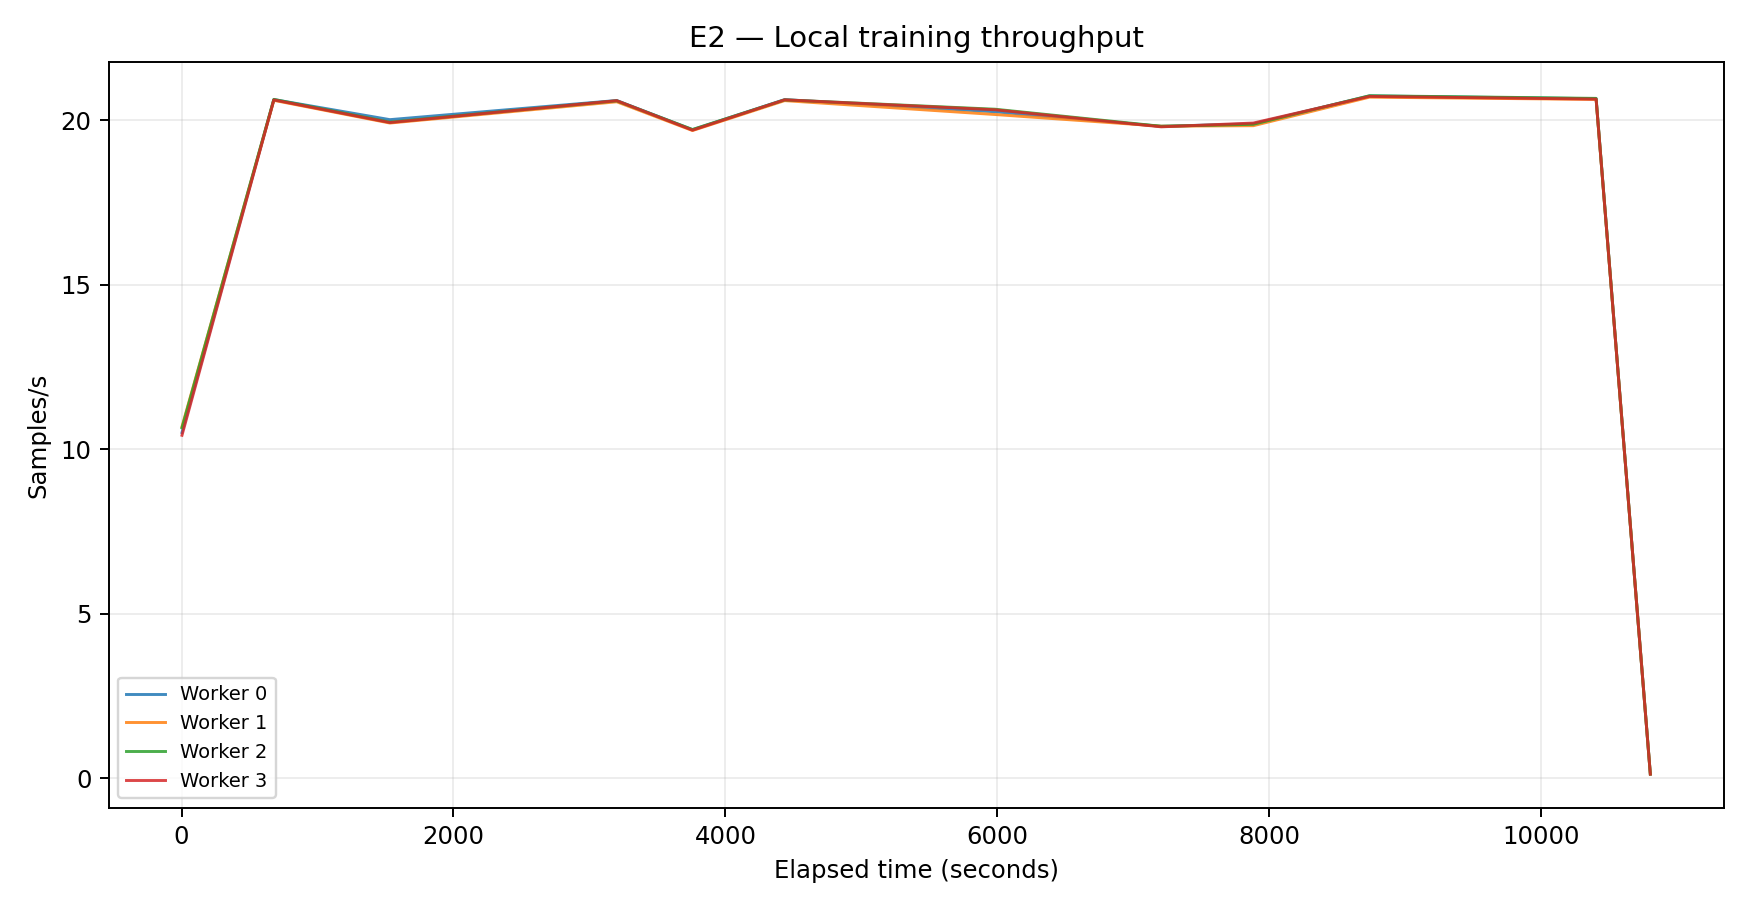 E2 — Local training throughput
Samples/s
20
15
10
5
0
Worker 0
Worker 1
Worker 2
Worker 3
0 2000 4000 6000 8000 10000
Elapsed time (seconds)